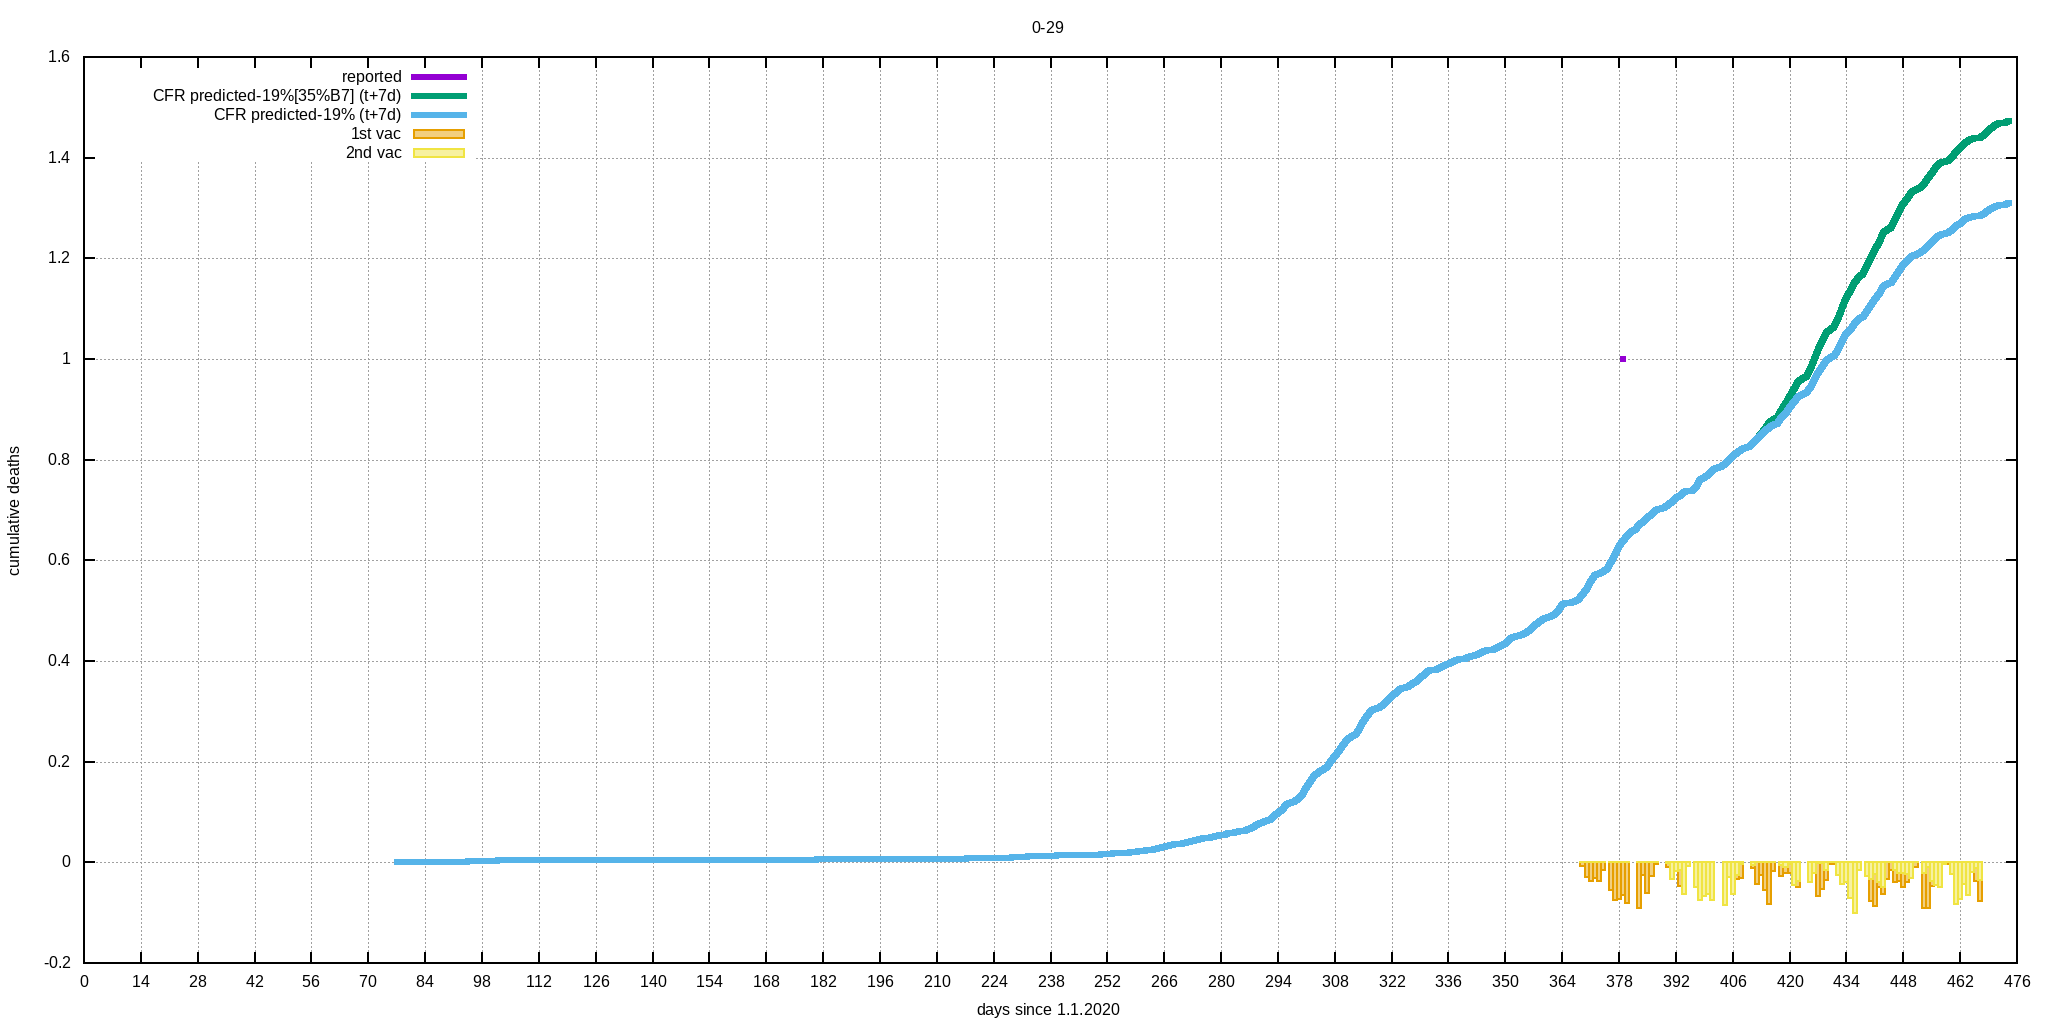 0-29
reported
CFR predicted-19%[35%B7] (t+7d)
CFR predicted-19% (t+7d)
1st vac
2nd vac
1.6
1.4
1.2
1
0.8
0.6
0.4
0.2
0
-0.2
cumulative deaths
0 14 28 42 56 70 84 98 112 126 140 154 168 182 196 210 224 238 252 266 280 294 308 322 336 350 364 378 392 406 420 434 448 462 476
days since 1.1.2020